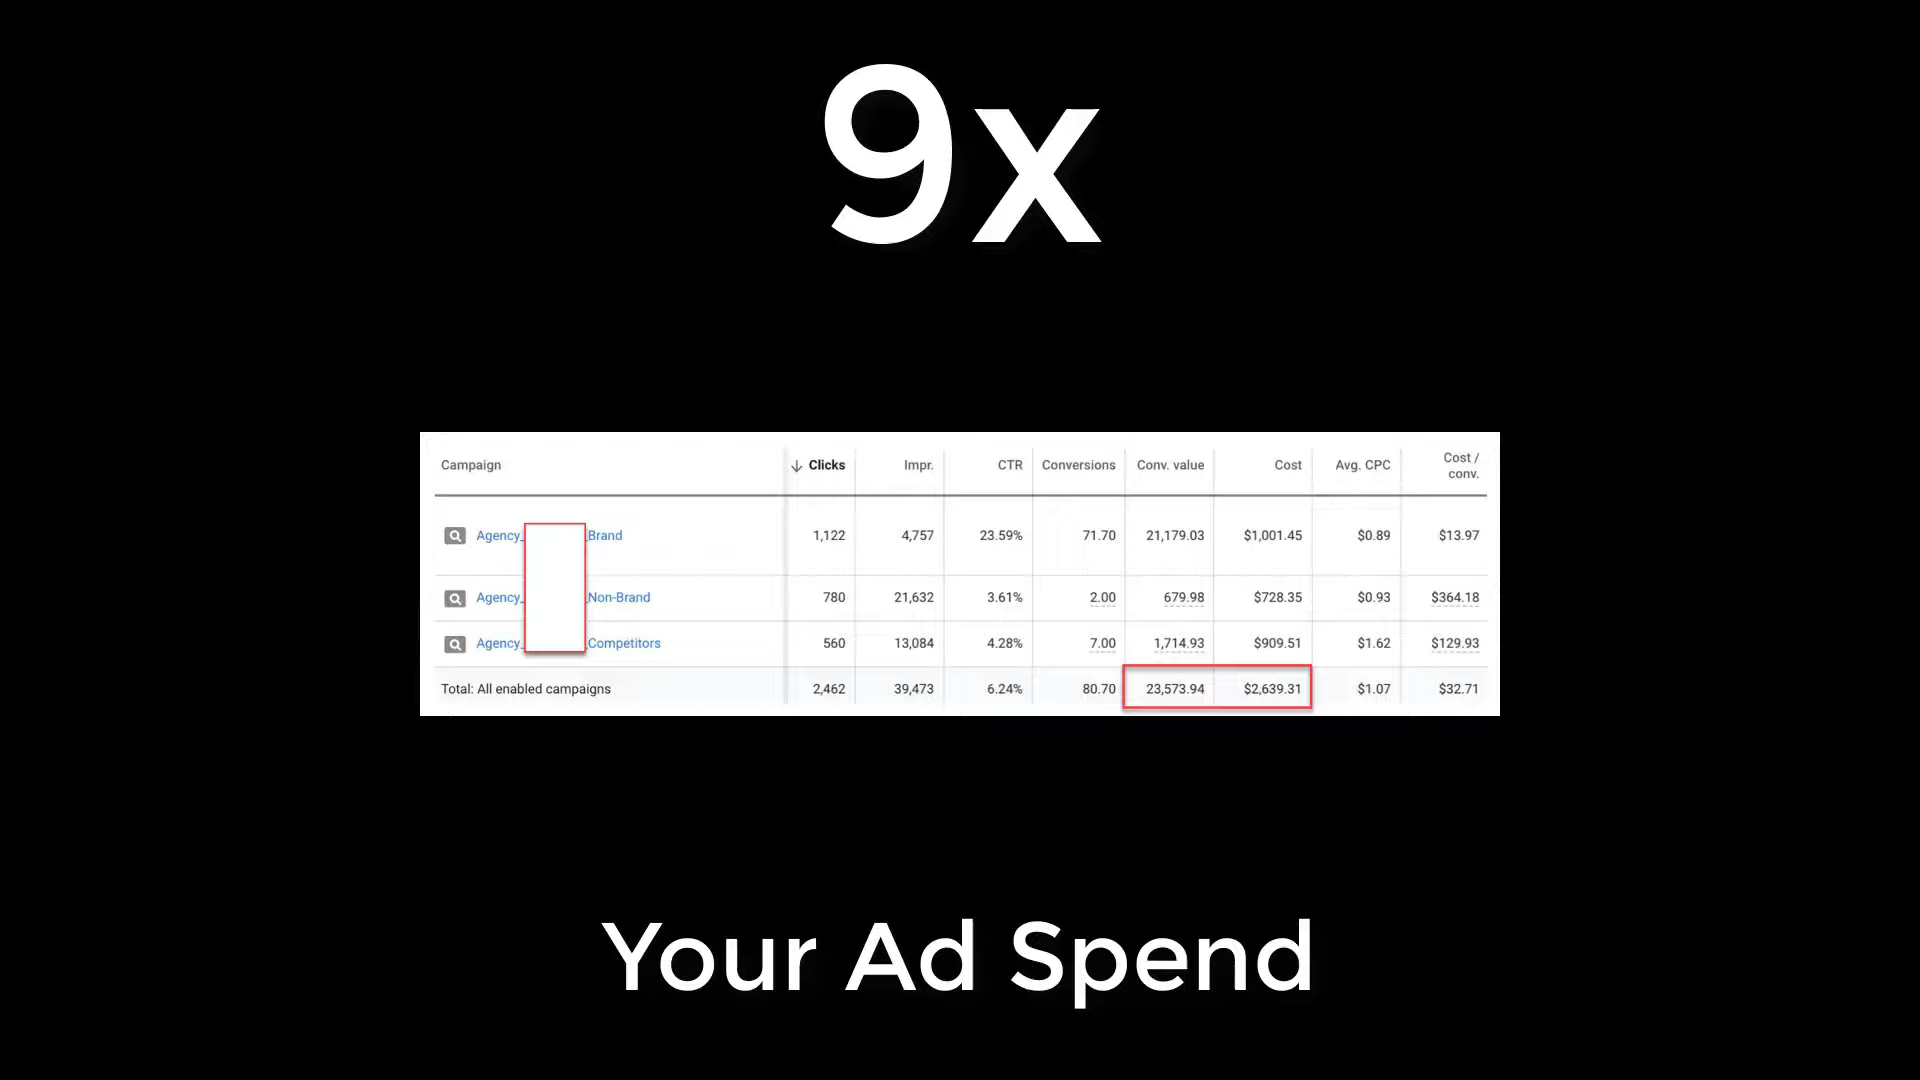 9x
Campaign Clicks Impr. CTR Conversions Conv. value Cost Avg. CPC Cost / conv.
Agency_ _Brand 1,122 4,757 23.59% 71.70 21,179.03 $1,001.45 $0.89 $13.97
Agency_ _Non-Brand 780 21,632 3.61% 2.00 679.98 $728.35 $0.93 $364.18
Agency_ _Competitors 560 13,084 4.28% 7.00 1,714.93 $909.51 $1.62 $129.93
Total: All enabled campaigns 2,462 39,473 6.24% 80.70 23,573.94 $2,639.31 $1.07 $32.71
Your Ad Spend